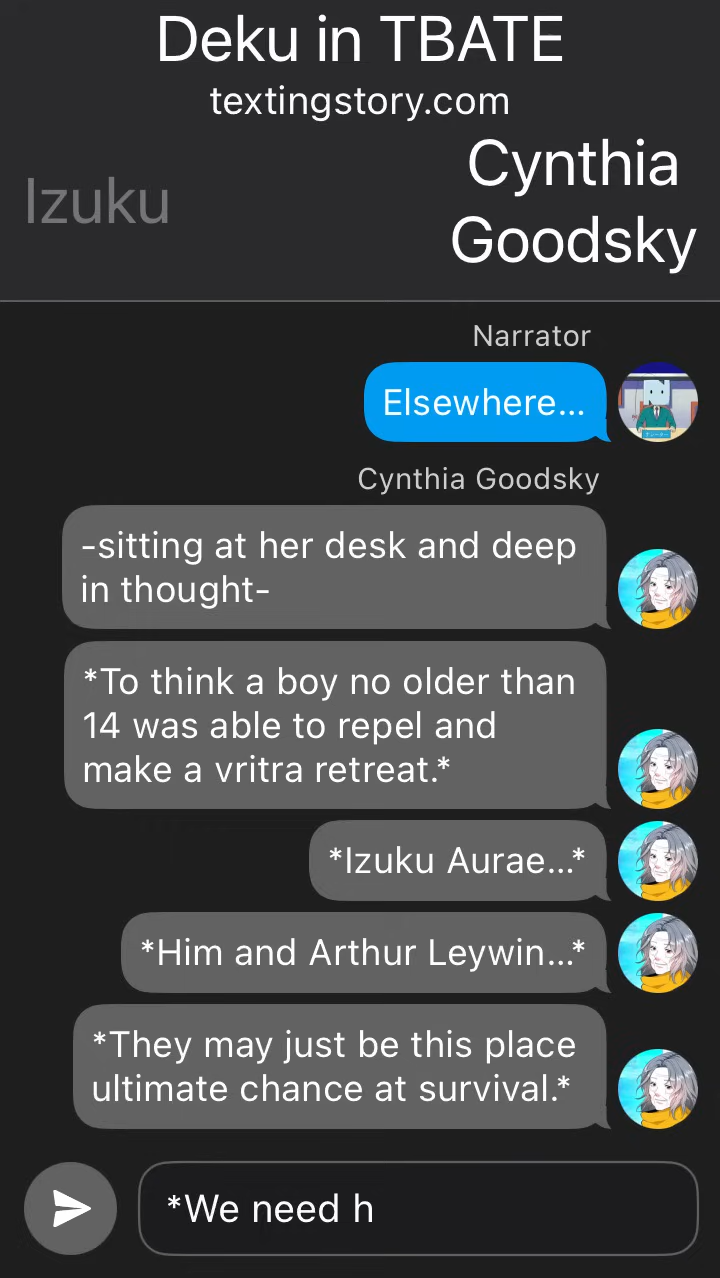 Deku in TBATE
textingstory.com
Izuku
Cynthia
Goodsky
Narrator
Elsewhere...
Cynthia Goodsky
-sitting at her desk and deep
in thought-
*To think a boy no older than
14 was able to repel and
make a vritra retreat.*
*Izuku Aurae...*
*Him and Arthur Leywin...*
*They may just be this place
ultimate chance at survival.*
*We need h